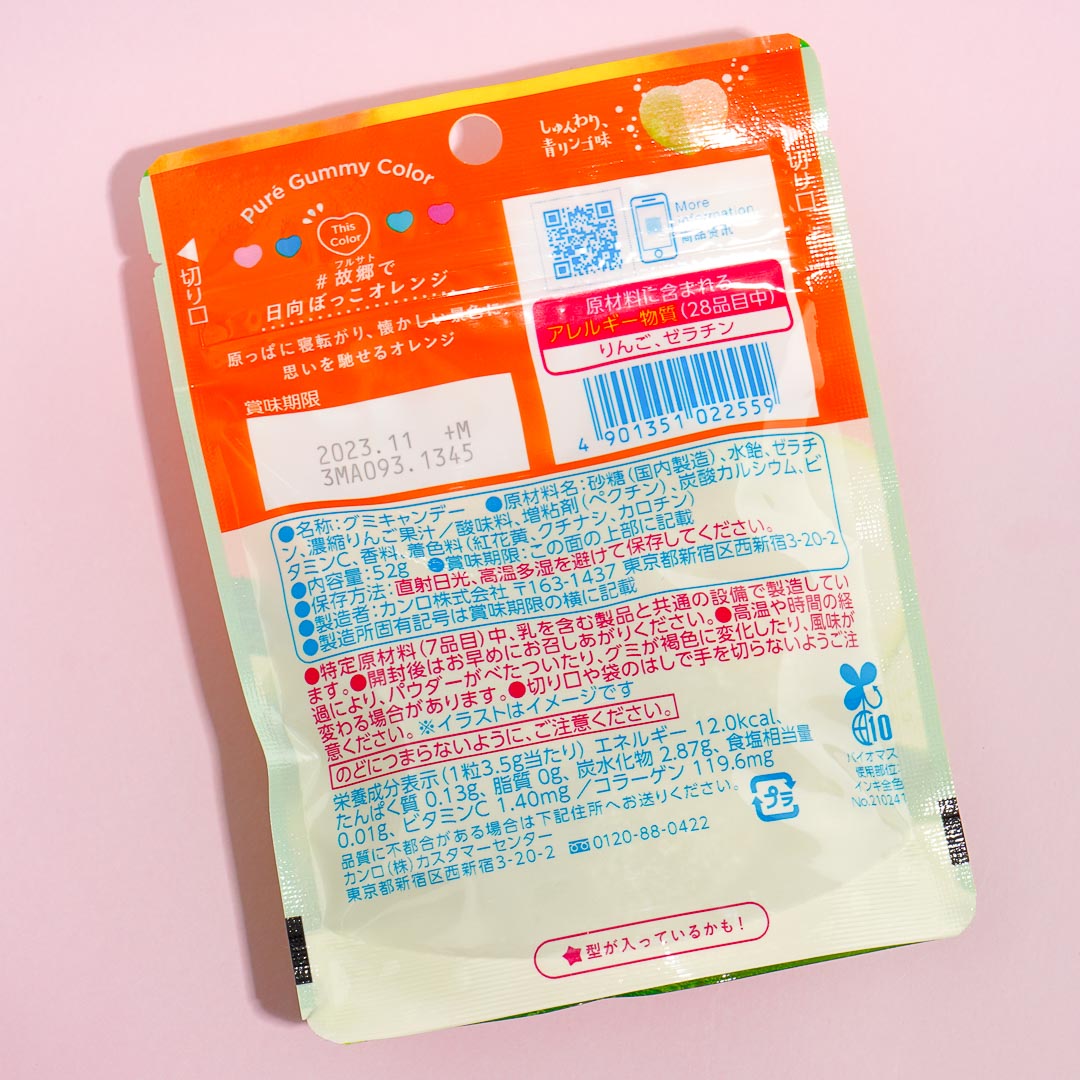 しゅんわり、
青リンゴ味
切り口
Puré Gummy Color
This
Color
フルサト
#故郷で
日向ぼっこオレンジ
原っぱに寝転がり、懐かしい景色に
思いを馳せるオレンジ
切り口
More
information
商品資訊
原材料に含まれる
アレルギー物質(28品目中)
りんご、ゼラチン
4 901351 022559
賞味期限
2023.11 +M
3MA093.1345
●名称:グミキャンデー ●原材料名:砂糖(国内製造)、水飴、ゼラチ
ン、濃縮りんご果汁/酸味料、増粘剤(ペクチン)、炭酸カルシウム、ビ
タミンC、香料、着色料(紅花黄、クチナシ、カロチン)
●内容量:52g ●賞味期限:この面の上部に記載
●保存方法:直射日光、高温多湿を避けて保存してください。
●製造者:カンロ株式会社 〒163-1437 東京都新宿区西新宿3-20-2
●製造所固有記号は賞味期限の横に記載
●特定原材料(7品目)中、乳を含む製品と共通の設備で製造してい
ます。●開封後はお早めにお召しあがりください。●高温や時間の経
過により、パウダーがべたついたり、グミが褐色に変化したり、風味が
変わる場合があります。●切り口や袋のはしで手を切らないようご注
意ください。※イラストはイメージです
のどにつまらないように、ご注意ください。
栄養成分表示(1粒3.5g当たり) エネルギー 12.0kcal、
たんぱく質 0.13g、脂質 0g、炭水化物 2.87g、食塩相当量
0.01g、ビタミンC 1.40mg /コラーゲン 119.6mg
品質に不都合がある場合は下記住所へお送りください。
カンロ(株)カスタマーセンター
東京都新宿区西新宿3-20-2 0120-88-0422
プラ
10
バイオマス
使用部位:
インキ全色
No.210241
★型が入っているかも!